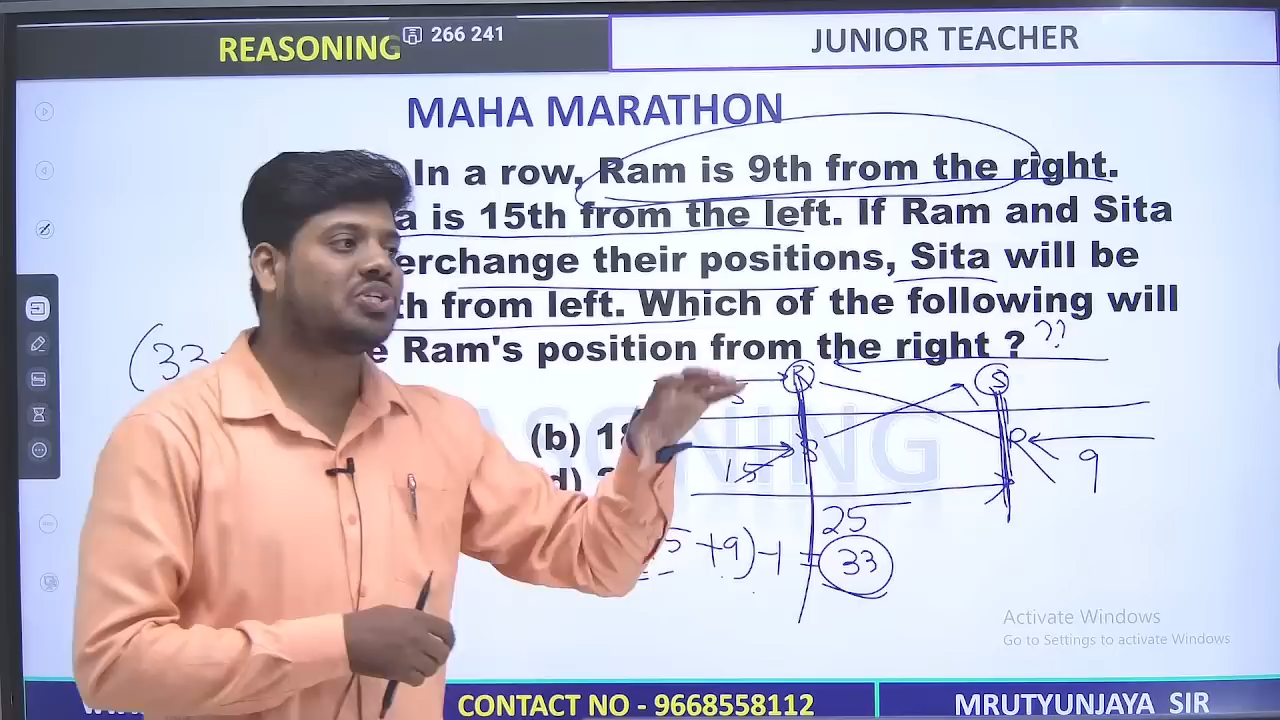 REASONING
266 241
JUNIOR TEACHER
MAHA MARATHON
In a row, Ram is 9th from the right.
is 15th from the left. If Ram and Sita
their positions, Sita will be
from left. Which of the following will
Ram's position from the right ? ??
(33
R S
(b)
S R
15 9
25
+9) -1 = 33
Activate Windows
Go to Settings to activate Windows
CONTACT NO - 9668558112
MRUTYUNJAYA SIR